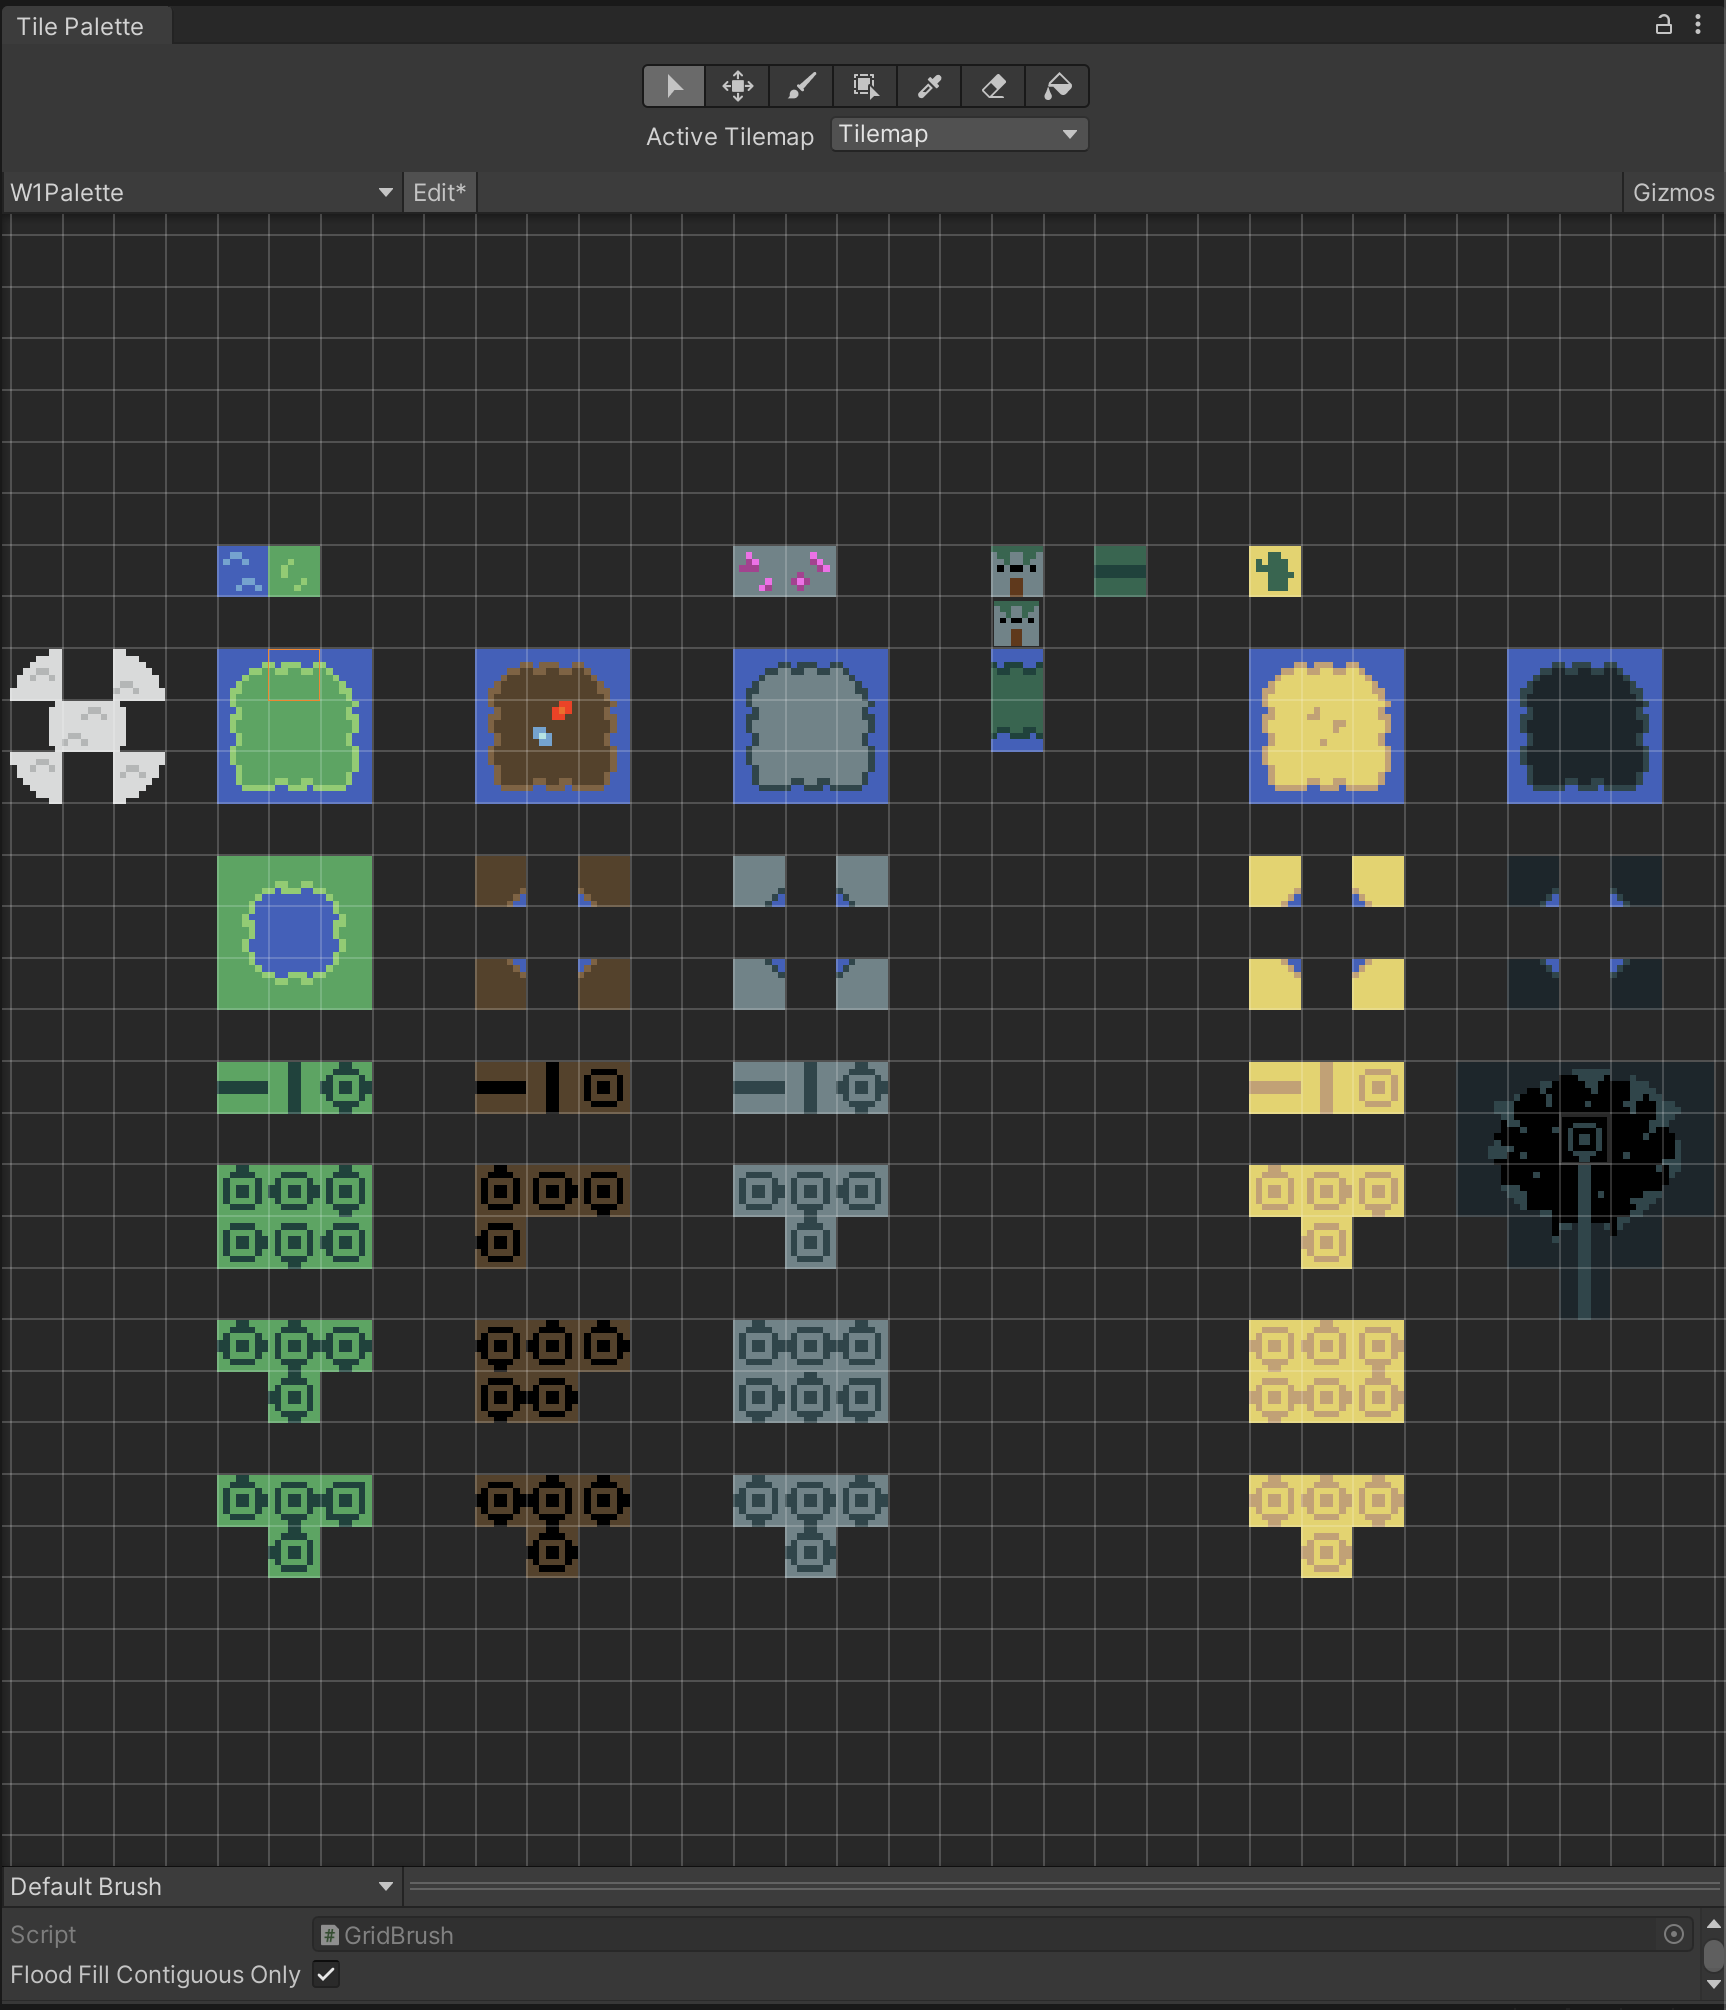 Tile Palette
Active Tilemap Tilemap
W1Palette Edit* Gizmos
Default Brush
Script # GridBrush
Flood Fill Contiguous Only